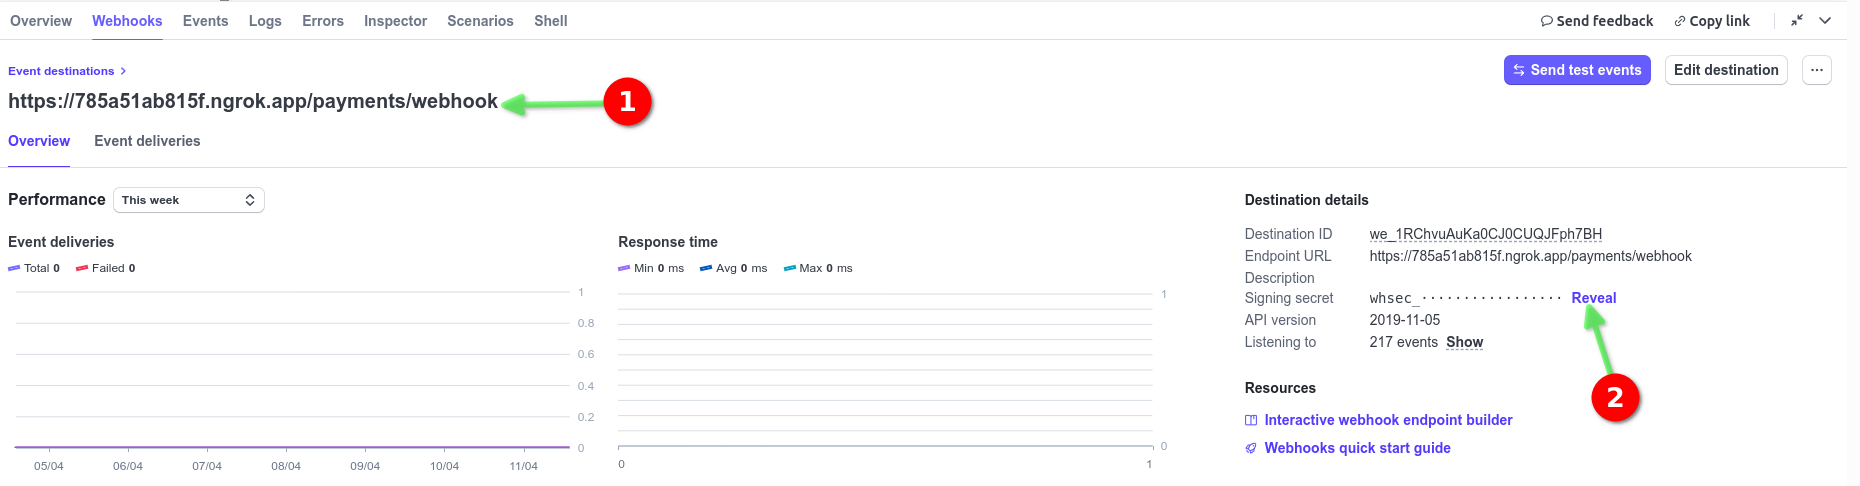 Overview Webhooks Events Logs Errors Inspector Scenarios Shell Send feedback Copy link
Event destinations >
Send test events Edit destination ...
https://785a51ab815f.ngrok.app/payments/webhook 1
Overview Event deliveries
Performance This week
Event deliveries
Total 0 Failed 0
1
0.8
0.6
0.4
0.2
0
05/04 06/04 07/04 08/04 09/04 10/04 11/04
Response time
Min 0 ms Avg 0 ms Max 0 ms
1
0
0 1
Destination details
Destination ID we_1RChvuAuKa0CJ0CUQJFph7BH
Endpoint URL https://785a51ab815f.ngrok.app/payments/webhook
Description
Signing secret whsec_················· Reveal
API version 2019-11-05
Listening to 217 events Show
2
Resources
Interactive webhook endpoint builder
Webhooks quick start guide